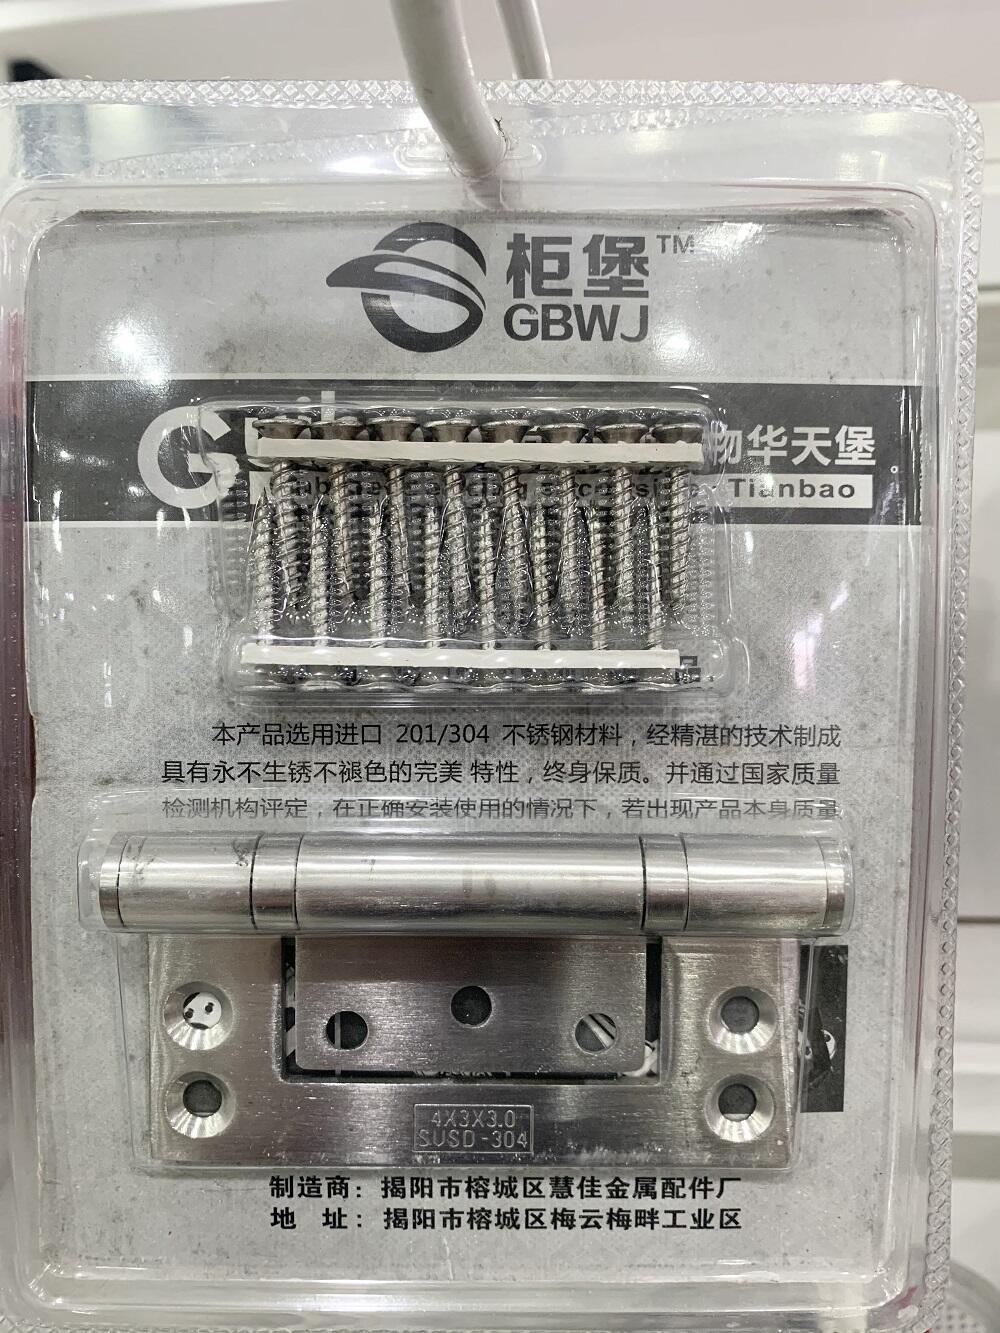 柜堡™
GBWJ
G
物华天堡。
Tianbao
品.
本产品选用进口 201/304 不锈钢材料，经精湛的技术制成
具有永不生锈不褪色的完美 特性，终身保质。并通过国家质量
检测机构评定，在正确安装使用的情况下，若出现产品本身质量
4X3X3.0
SUSD-304
制造商：揭阳市榕城区慧佳金属配件厂
地 址：揭阳市榕城区梅云梅畔工业区